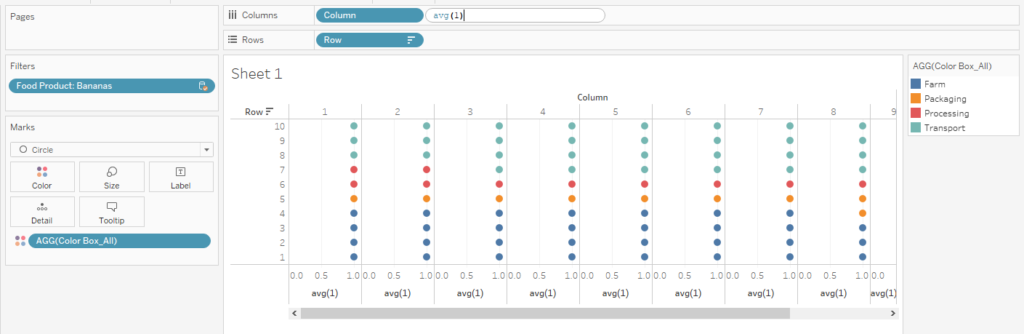 Pages
Columns Column avg(1)
Rows Row
Filters
Food Product: Bananas
Marks
Circle
Color Size Label
Detail Tooltip
AGG(Color Box_All)
Sheet 1
Column
Row 1 2 3 4 5 6 7 8 9
10
9
8
7
6
5
4
3
2
1
0.0 0.5 1.0 0.0 0.5 1.0 0.0 0.5 1.0 0.0 0.5 1.0 0.0 0.5 1.0 0.0 0.5 1.0 0.0 0.5 1.0 0.0 0.5 1.0 0.0
avg(1) avg(1) avg(1) avg(1) avg(1) avg(1) avg(1) avg(1) avg(1)
AGG(Color Box_All)
Farm
Packaging
Processing
Transport